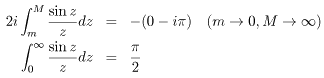 2i ∫_m^M (sin z / z) dz = −(0 − iπ) (m → 0, M → ∞)
∫_0^∞ (sin z / z) dz = π/2